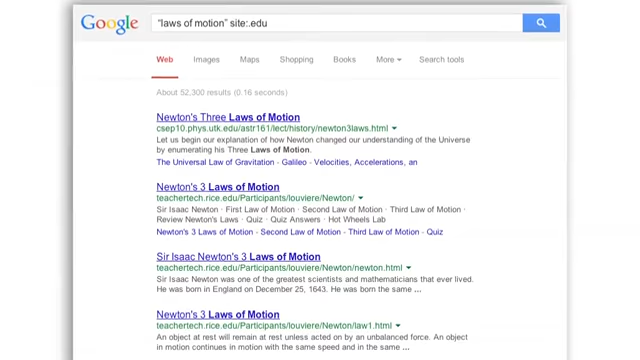 Google
“laws of motion” site:.edu
Web Images Maps Shopping Books More Search tools
About 52,300 results (0.16 seconds)
Newton's Three Laws of Motion
csep10.phys.utk.edu/astr161/lect/history/newton3laws.html
Let us begin our explanation of how Newton changed our understanding of the Universe
by enumerating his Three Laws of Motion.
The Universal Law of Gravitation - Galileo - Velocities, Accelerations, an
Newton's 3 Laws of Motion
teachertech.rice.edu/Participants/louviere/Newton/
Sir Isaac Newton · First Law of Motion · Second Law of Motion · Third Law of Motion ·
Review Newton's Laws · Quiz · Quiz Answers · Hot Wheels Lab
Newton's 3 Laws of Motion - Second Law of Motion - Third Law of Motion - Quiz
Sir Isaac Newton's 3 Laws of Motion
teachertech.rice.edu/Participants/louviere/Newton/newton.html
Sir Isaac Newton was one of the greatest scientists and mathematicians that ever lived.
He was born in England on December 25, 1643. He was born the same ...
Newton's 3 Laws of Motion
teachertech.rice.edu/Participants/louviere/Newton/law1.html
An object at rest will remain at rest unless acted on by an unbalanced force. An object
in motion continues in motion with the same speed and in the same ...